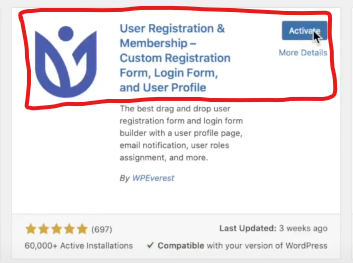 User Registration &
Membership –
Custom Registration
Form, Login Form,
and User Profile
Activate
More Details
The best drag and drop user
registration form and login form
builder with a user profile page,
email notification, user roles
assignment, and more.
By WPEverest
(697)
60,000+ Active Installations
Last Updated: 3 weeks ago
✓ Compatible with your version of WordPress